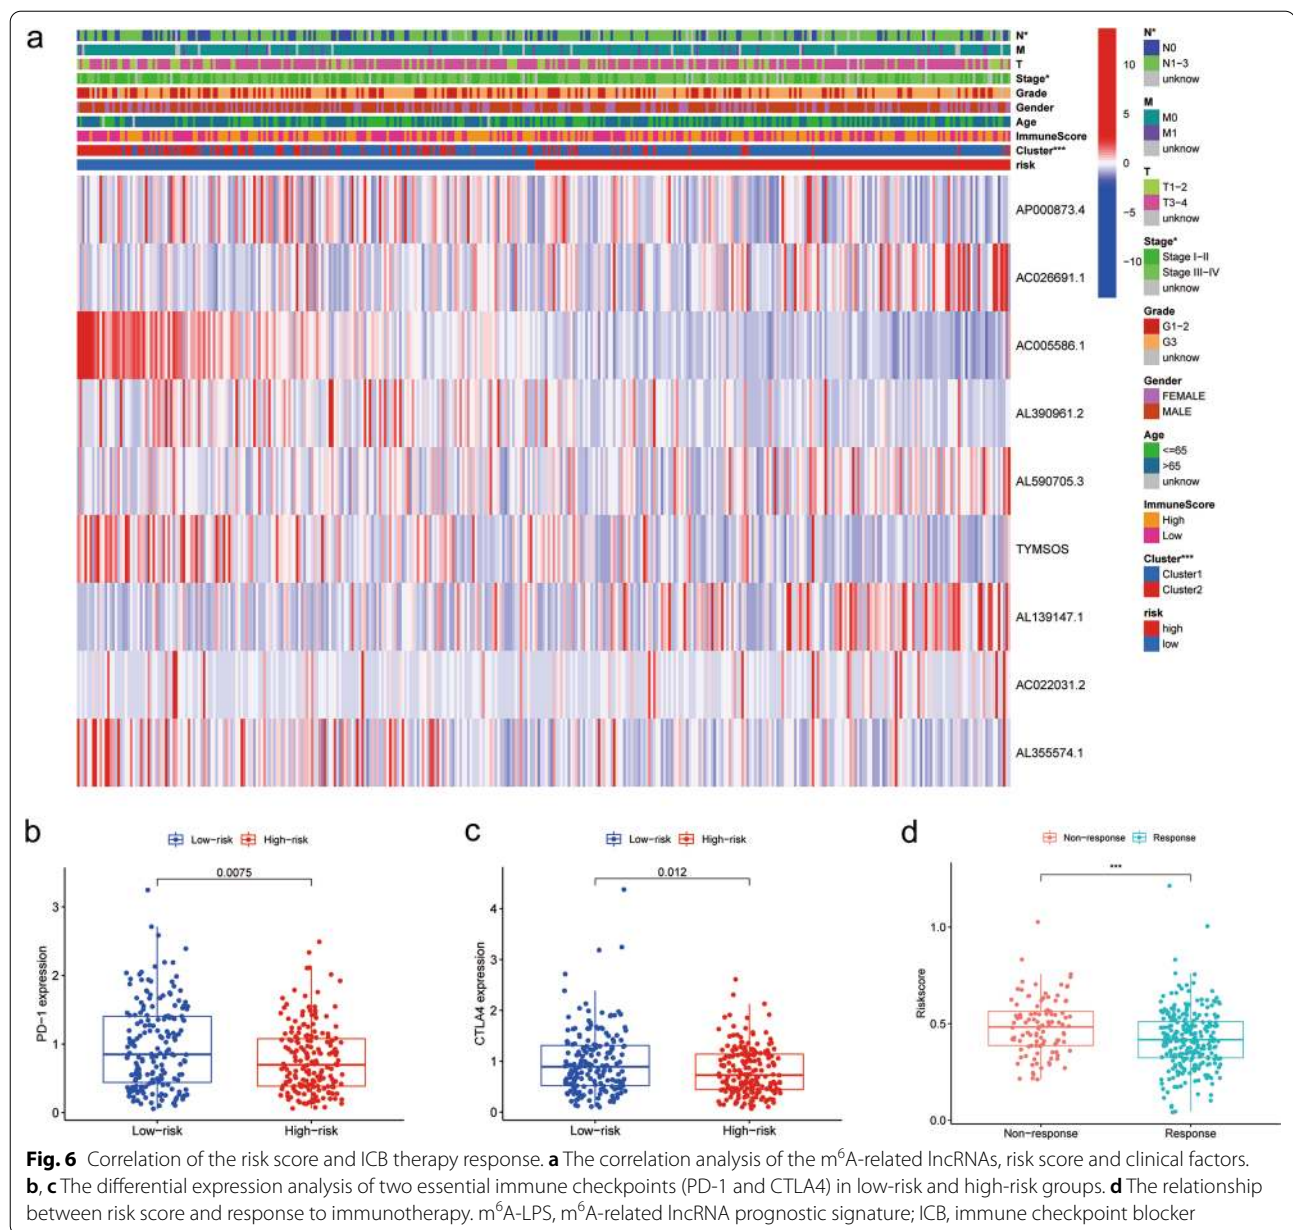 a
N*
M
T
Stage*
Grade
Gender
Age
ImmuneScore
Cluster***
risk
AP000873.4
AC026691.1
AC005586.1
AL390961.2
AL590705.3
TYMSOS
AL139147.1
AC022031.2
AL355574.1
10
5
0
−5
−10
N*
N0
N1−3
unknow
M
M0
M1
unknow
T
T1−2
T3−4
unknow
Stage*
Stage I−II
Stage III−IV
unknow
Grade
G1−2
G3
unknow
Gender
FEMALE
MALE
Age
<=65
>65
unknow
ImmuneScore
High
Low
Cluster***
Cluster1
Cluster2
risk
high
low
b
Low−risk High−risk
0.0075
3
2
1
0
PD−1 expression
Low−risk High−risk
c
Low−risk High−risk
0.012
4
3
2
1
0
CTLA4 expression
Low−risk High−risk
d
Non−response Response
***
1.0
0.5
0.0
Riskscore
Non−response Response
Fig. 6 Correlation of the risk score and ICB therapy response. a The correlation analysis of the m⁶A-related lncRNAs, risk score and clinical factors.
b, c The differential expression analysis of two essential immune checkpoints (PD-1 and CTLA4) in low-risk and high-risk groups. d The relationship
between risk score and response to immunotherapy. m⁶A-LPS, m⁶A-related lncRNA prognostic signature; ICB, immune checkpoint blocker